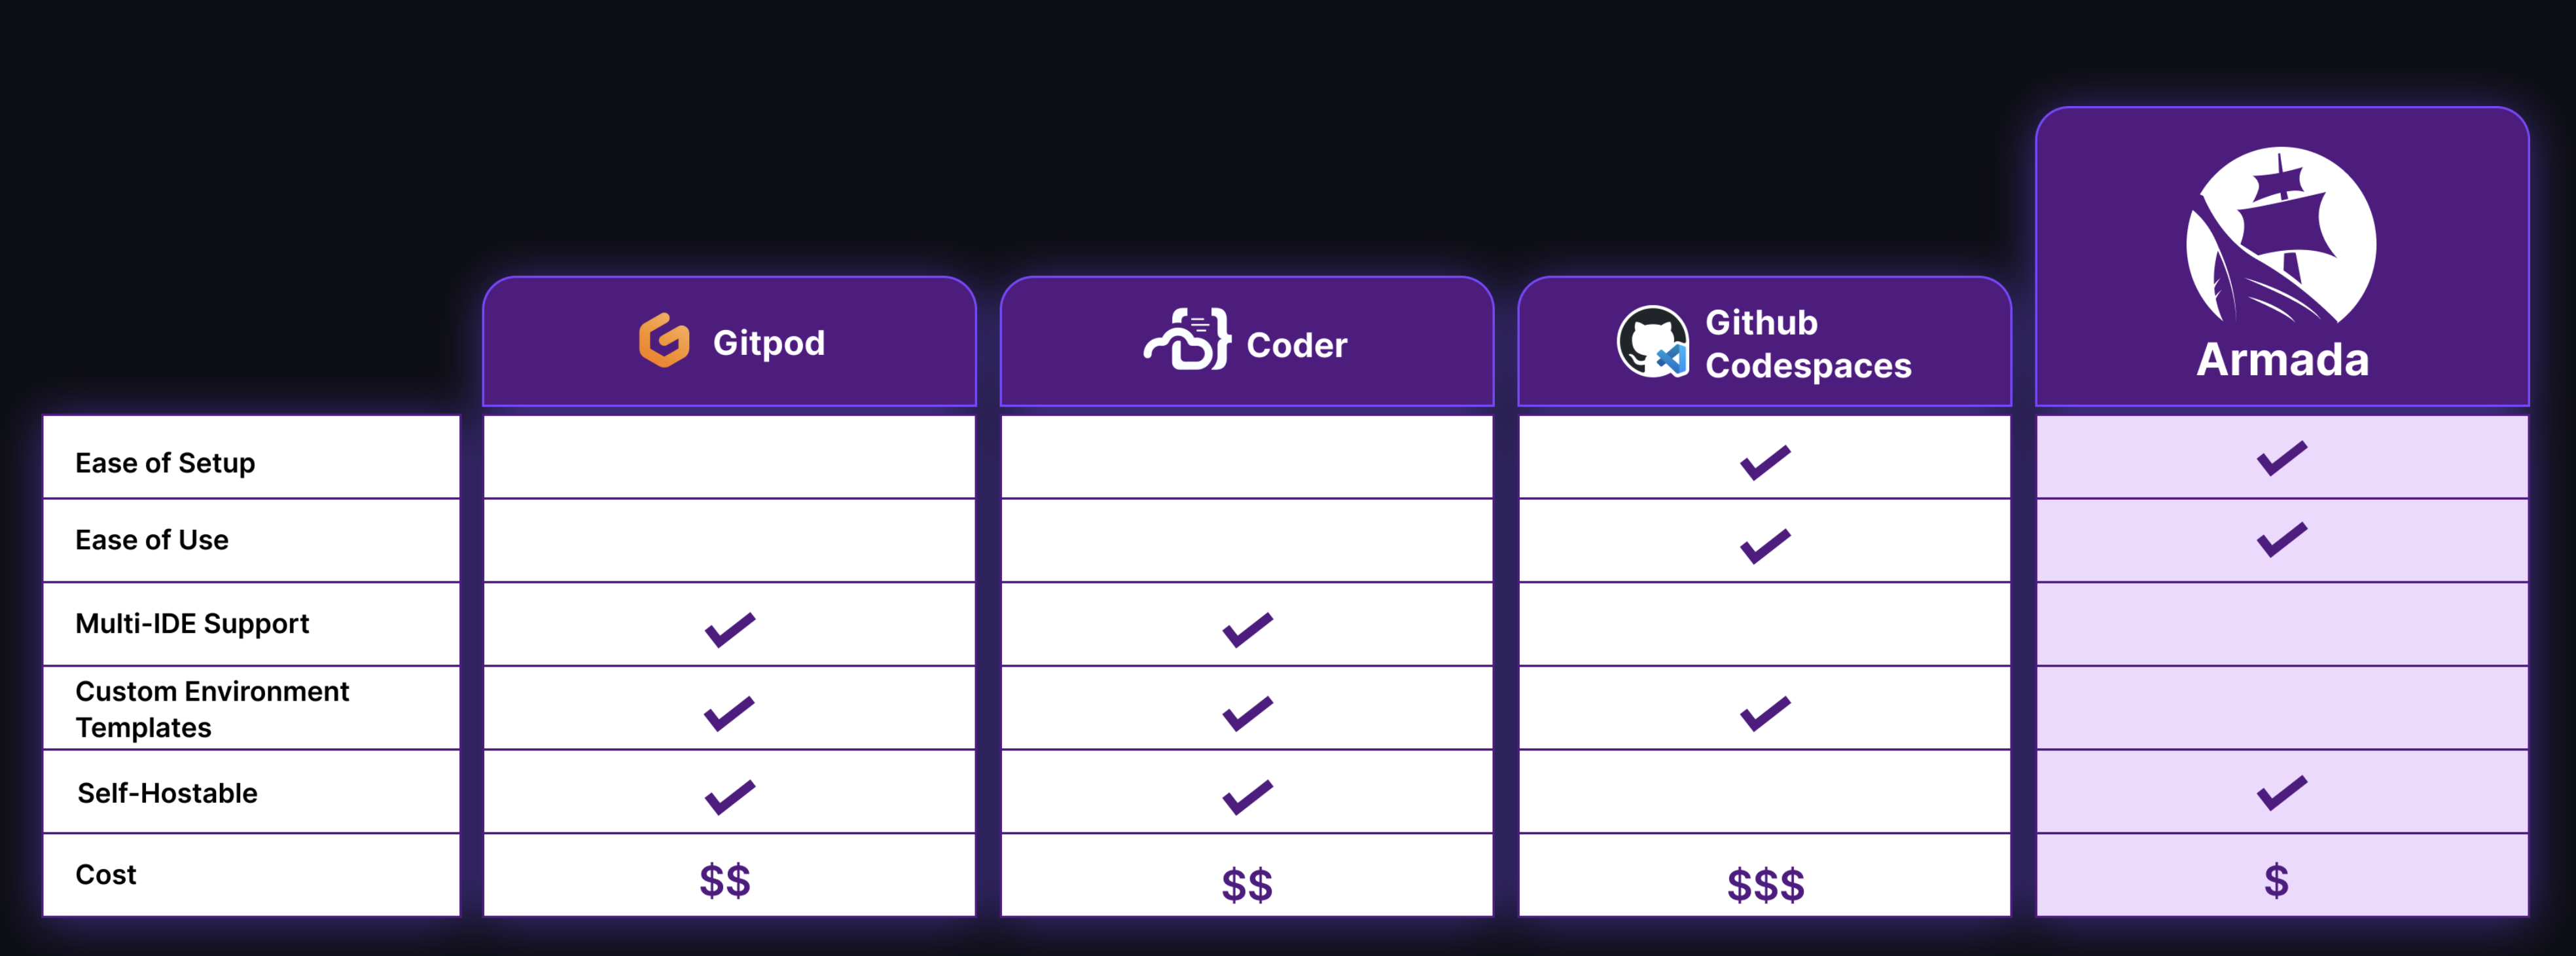 Gitpod
Coder
Github
Codespaces
Armada
Ease of Setup
Ease of Use
Multi-IDE Support
Custom Environment
Templates
Self-Hostable
Cost
$$
$$
$$$
$